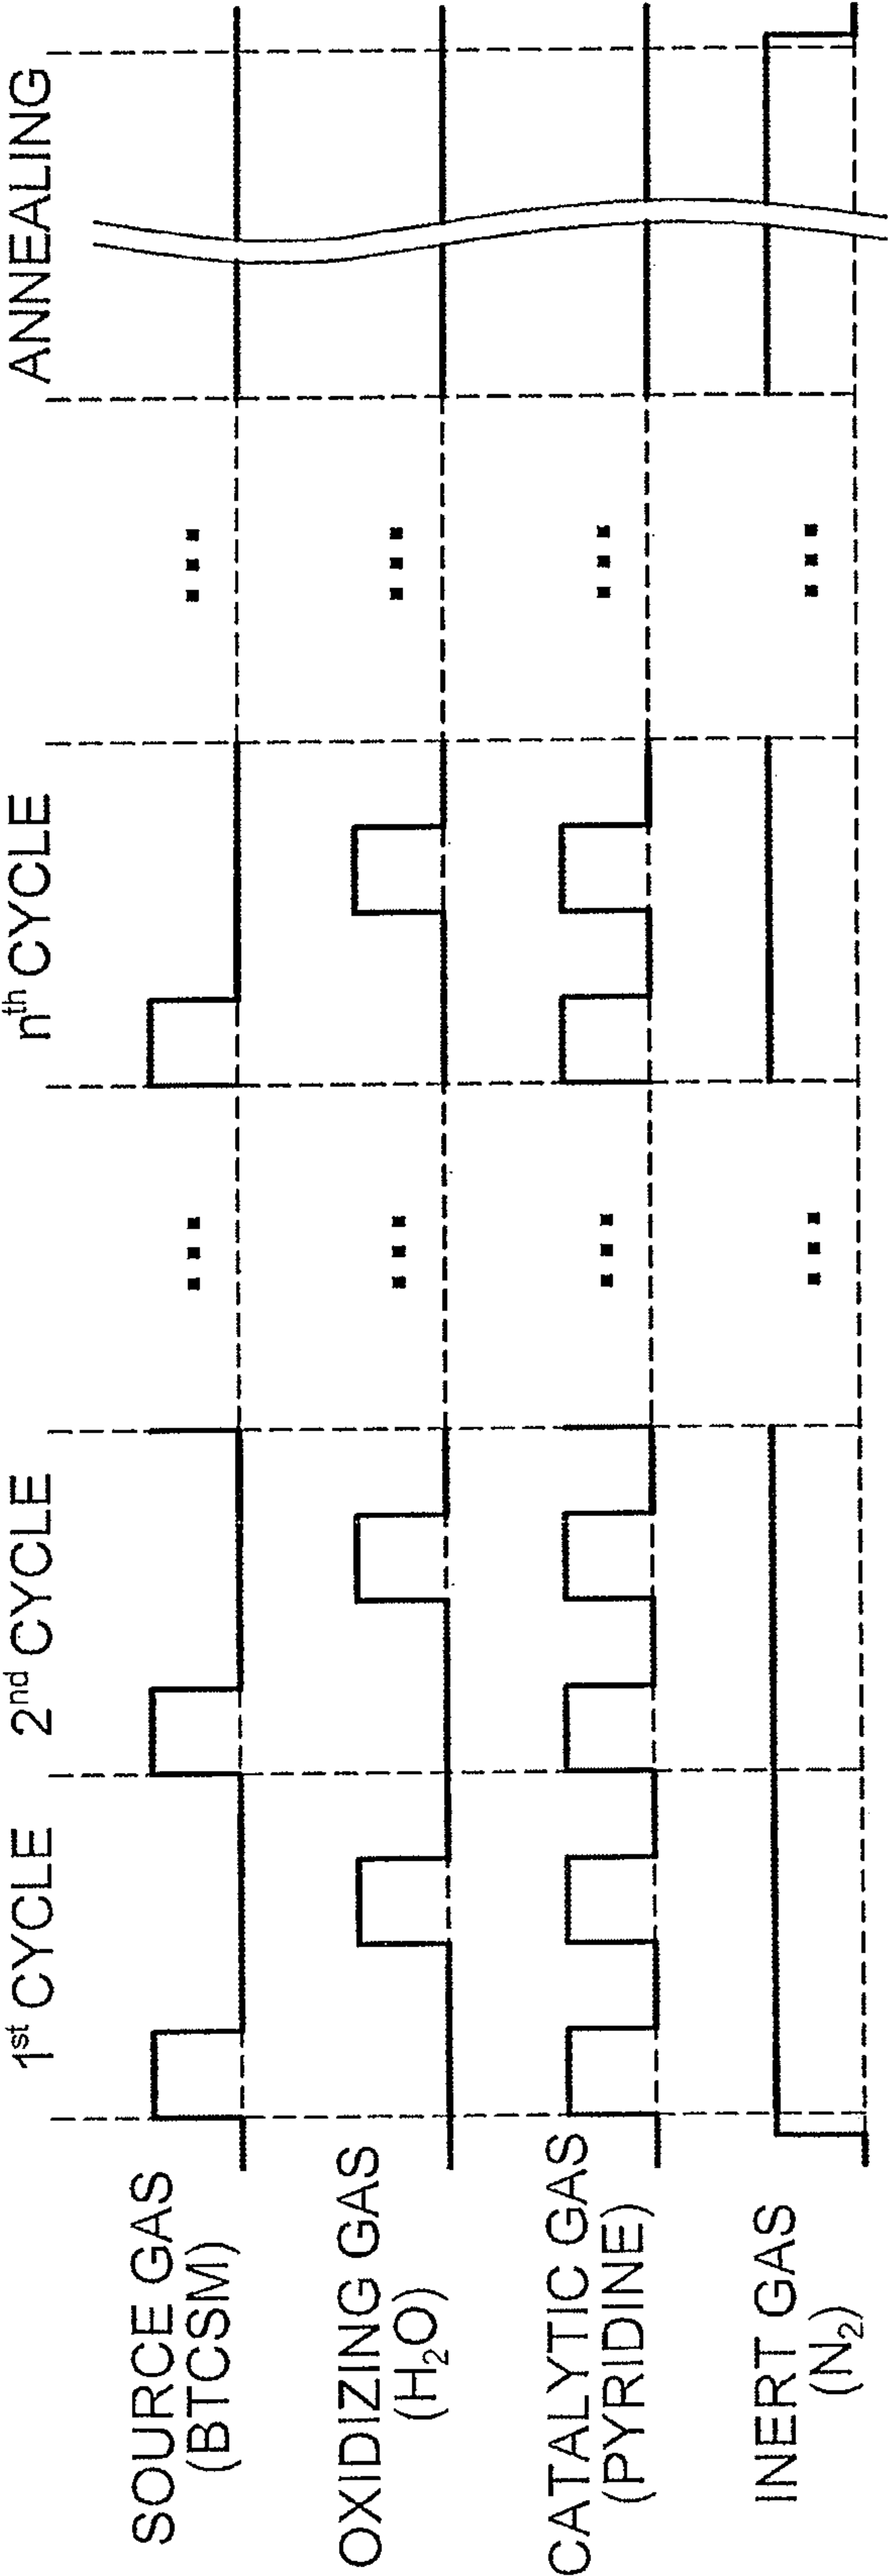 1st CYCLE
2nd CYCLE
nth CYCLE
ANNEALING
SOURCE GAS
(BTCSM)
OXIDIZING GAS
(H₂O)
CATALYTIC GAS
(PYRIDINE)
INERT GAS
(N₂)